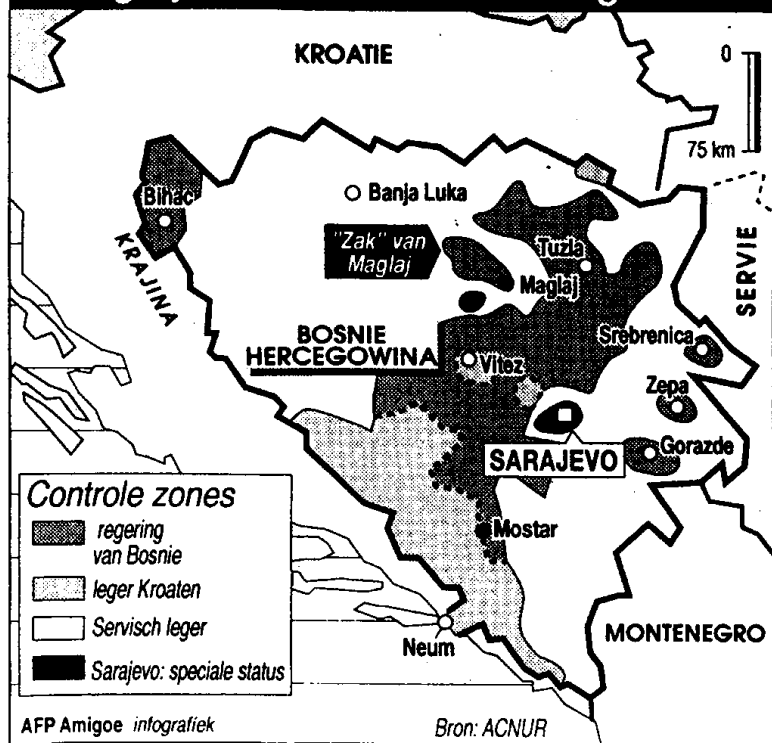 KROATIE
0
75 km
Bihac
Banja Luka
KRAJINA
"Zak" van
Maglaj
Tuzla
Maglaj
SERVIE
BOSNIE
HERCEGOWINA
Srebrenica
Vitez
Zepa
SARAJEVO
Gorazde
Controle zones
regering
van Bosnie
leger Kroaten
Servisch leger
Sarajevo: speciale status
Mostar
Neum
MONTENEGRO
AFP Amigoe infografiek
Bron: ACNUR